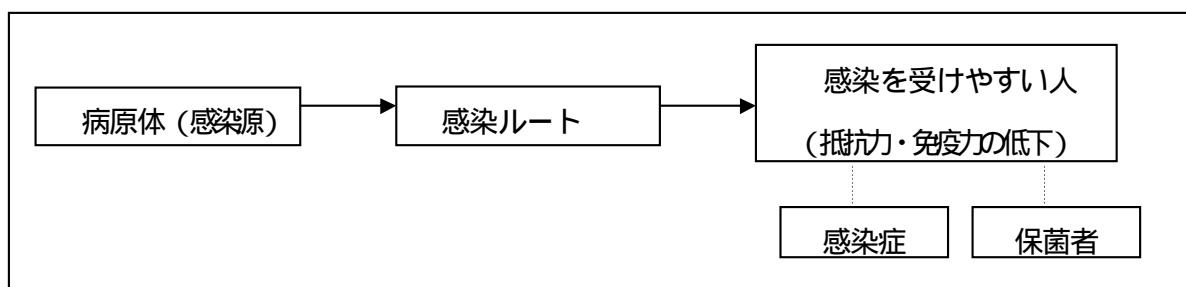 病原体（感染源）
感染ルート
感染を受けやすい人
（抵抗力・免疫力の低下）
感染症
保菌者